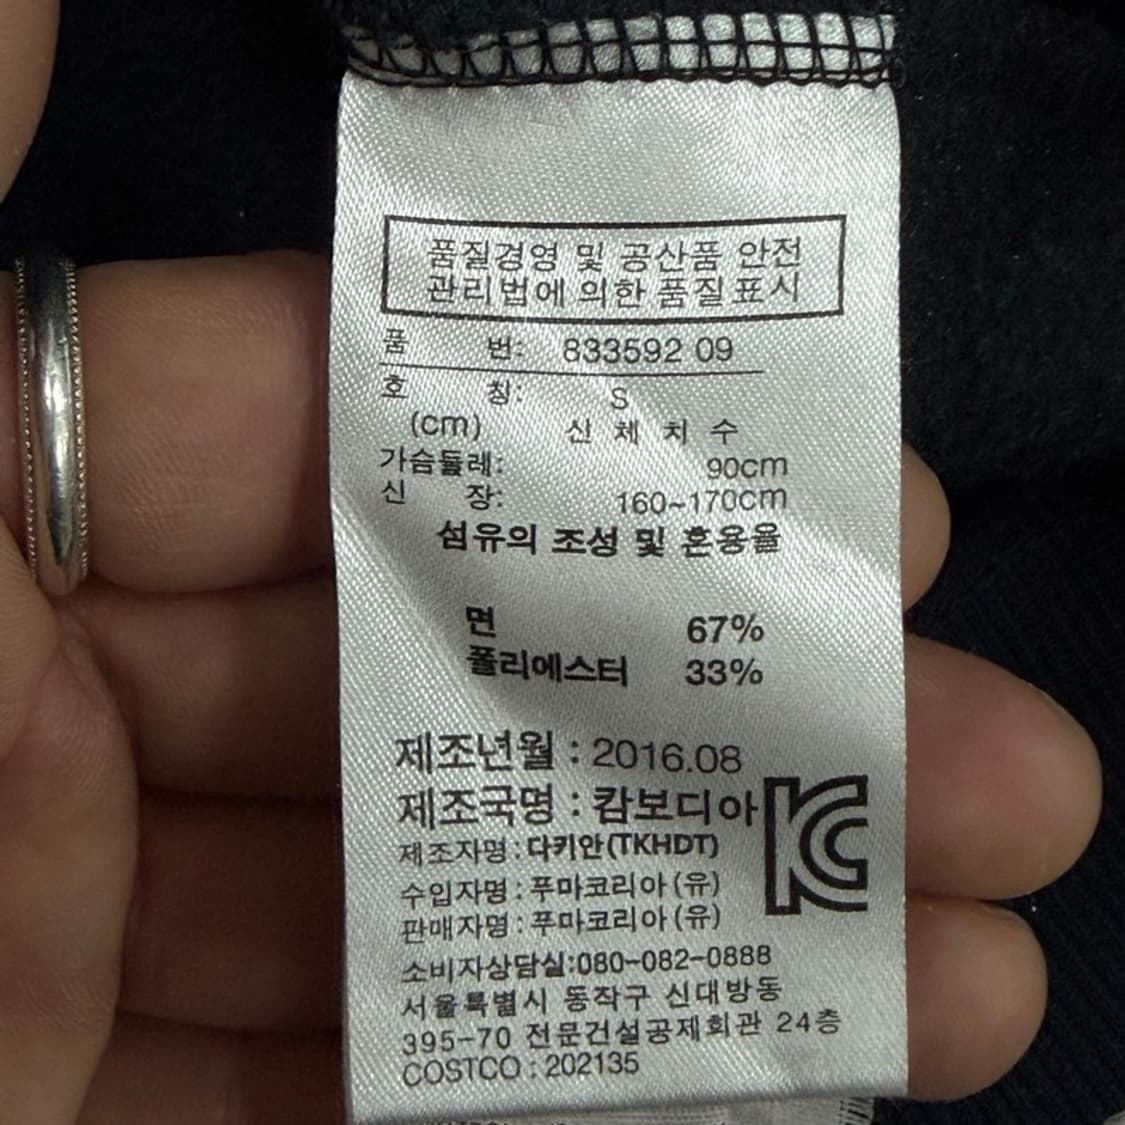 품질경영 및 공산품 안전
관리법에 의한 품질표시
품 번: 833592 09
호 칭: S
(cm) 신 체 치 수
가슴둘레: 90cm
신 장: 160~170cm
섬유의 조성 및 혼용율
면 67%
폴리에스터 33%
제조년월 : 2016.08
제조국명 : 캄보디아
제조자명 : 다키안(TKHDT)
수입자명 : 푸마코리아 (유)
판매자명 : 푸마코리아 (유)
소비자상담실:080-082-0888
서울특별시 동작구 신대방동
395-70 전문건설공제회관 24층
COSTCO : 202135